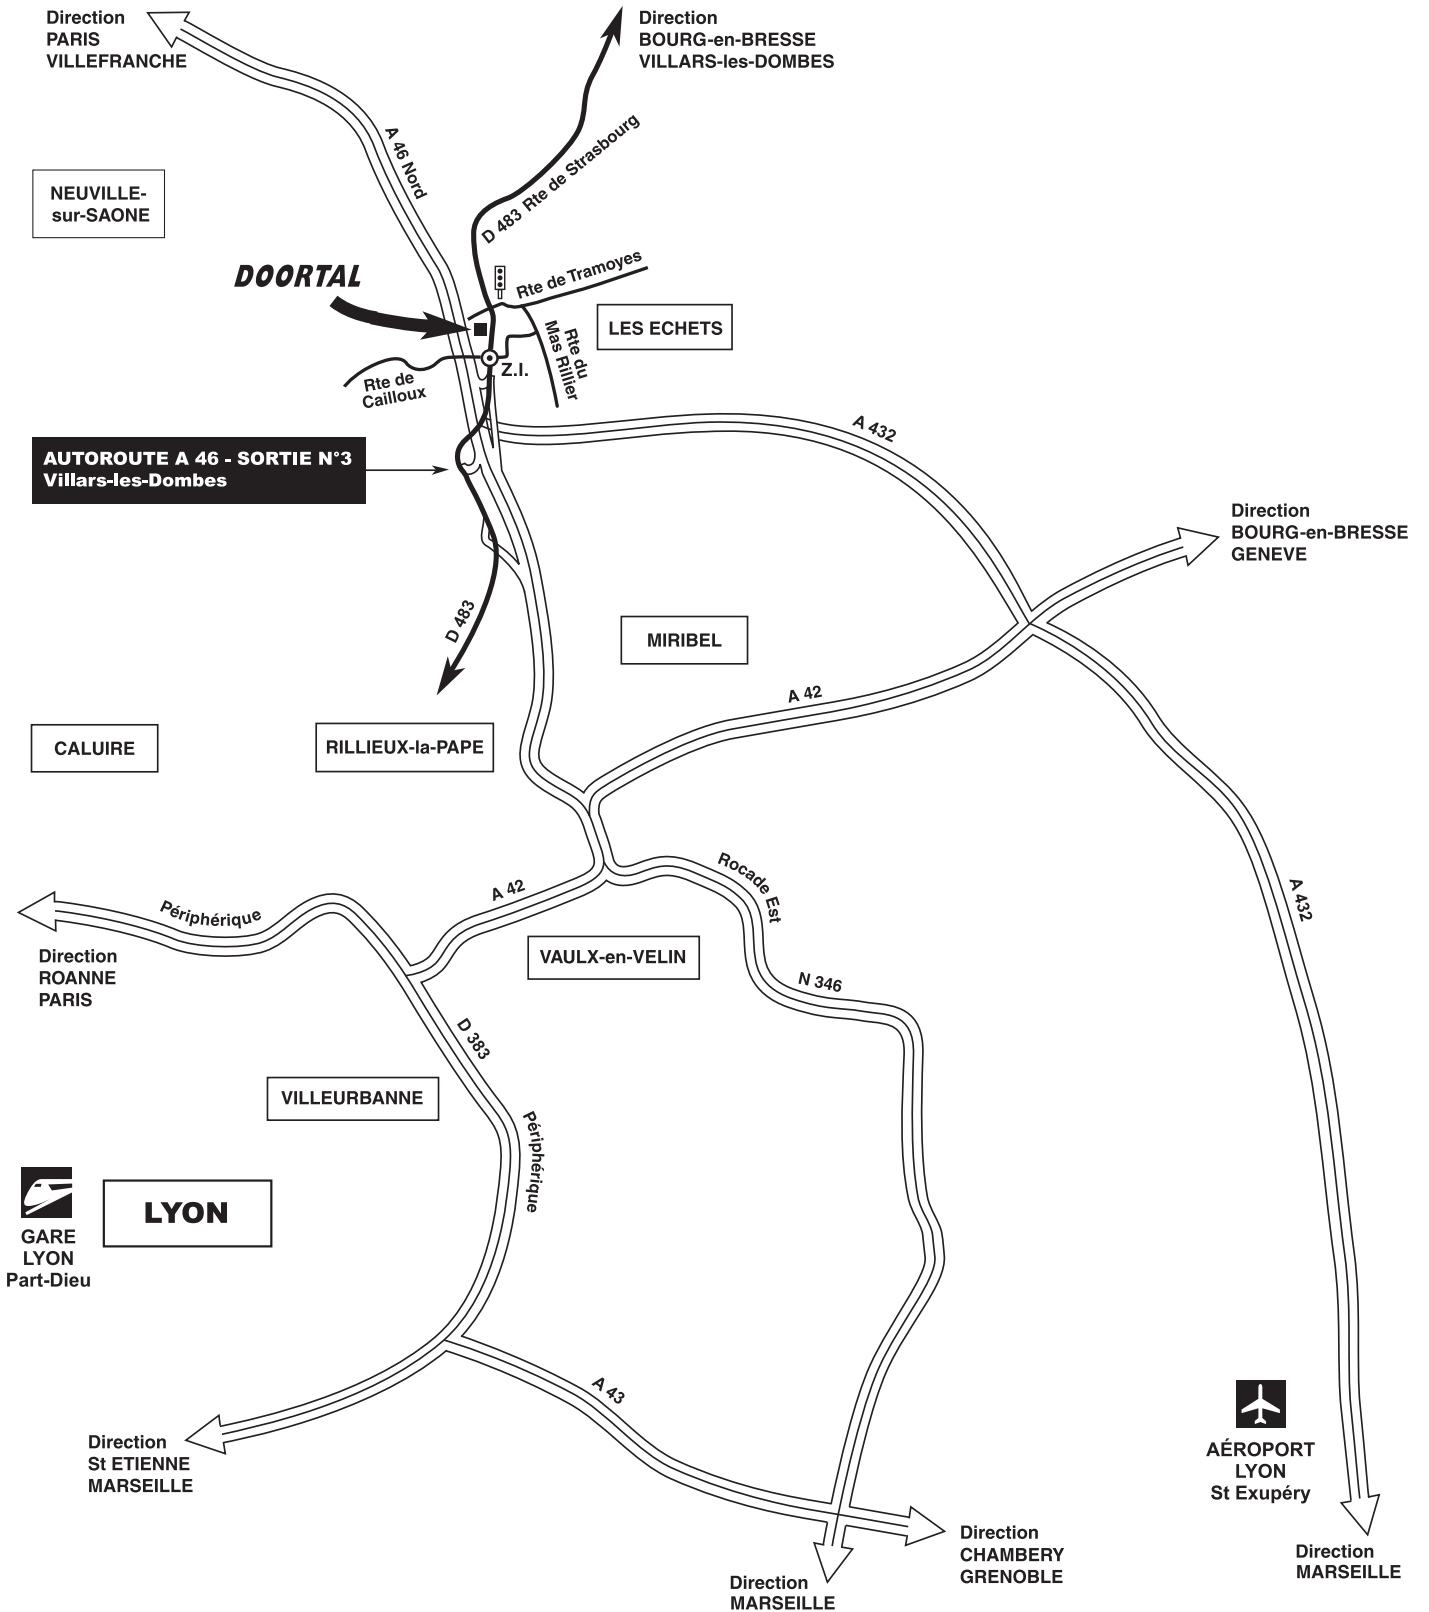 Direction
PARIS
VILLEFRANCHE
Direction
BOURG-en-BRESSE
VILLARS-les-DOMBES
A 46 Nord
D 483 Rte de Strasbourg
NEUVILLE-
sur-SAONE
DOORTAL
Rte de Tramoyes
LES ECHETS
Rte du
Mas Rillier
Z.I.
Rte de
Cailloux
A 432
AUTOROUTE A 46 - SORTIE N°3
Villars-les-Dombes
Direction
BOURG-en-BRESSE
GENEVE
D 483
MIRIBEL
A 42
CALUIRE
RILLIEUX-la-PAPE
Rocade Est
A 42
Périphérique
A 432
Direction
ROANNE
PARIS
VAULX-en-VELIN
N 346
D 383
VILLEURBANNE
Périphérique
LYON
GARE
LYON
Part-Dieu
A 43
Direction
St ETIENNE
MARSEILLE
AÉROPORT
LYON
St Exupéry
Direction
CHAMBERY
GRENOBLE
Direction
MARSEILLE
Direction
MARSEILLE